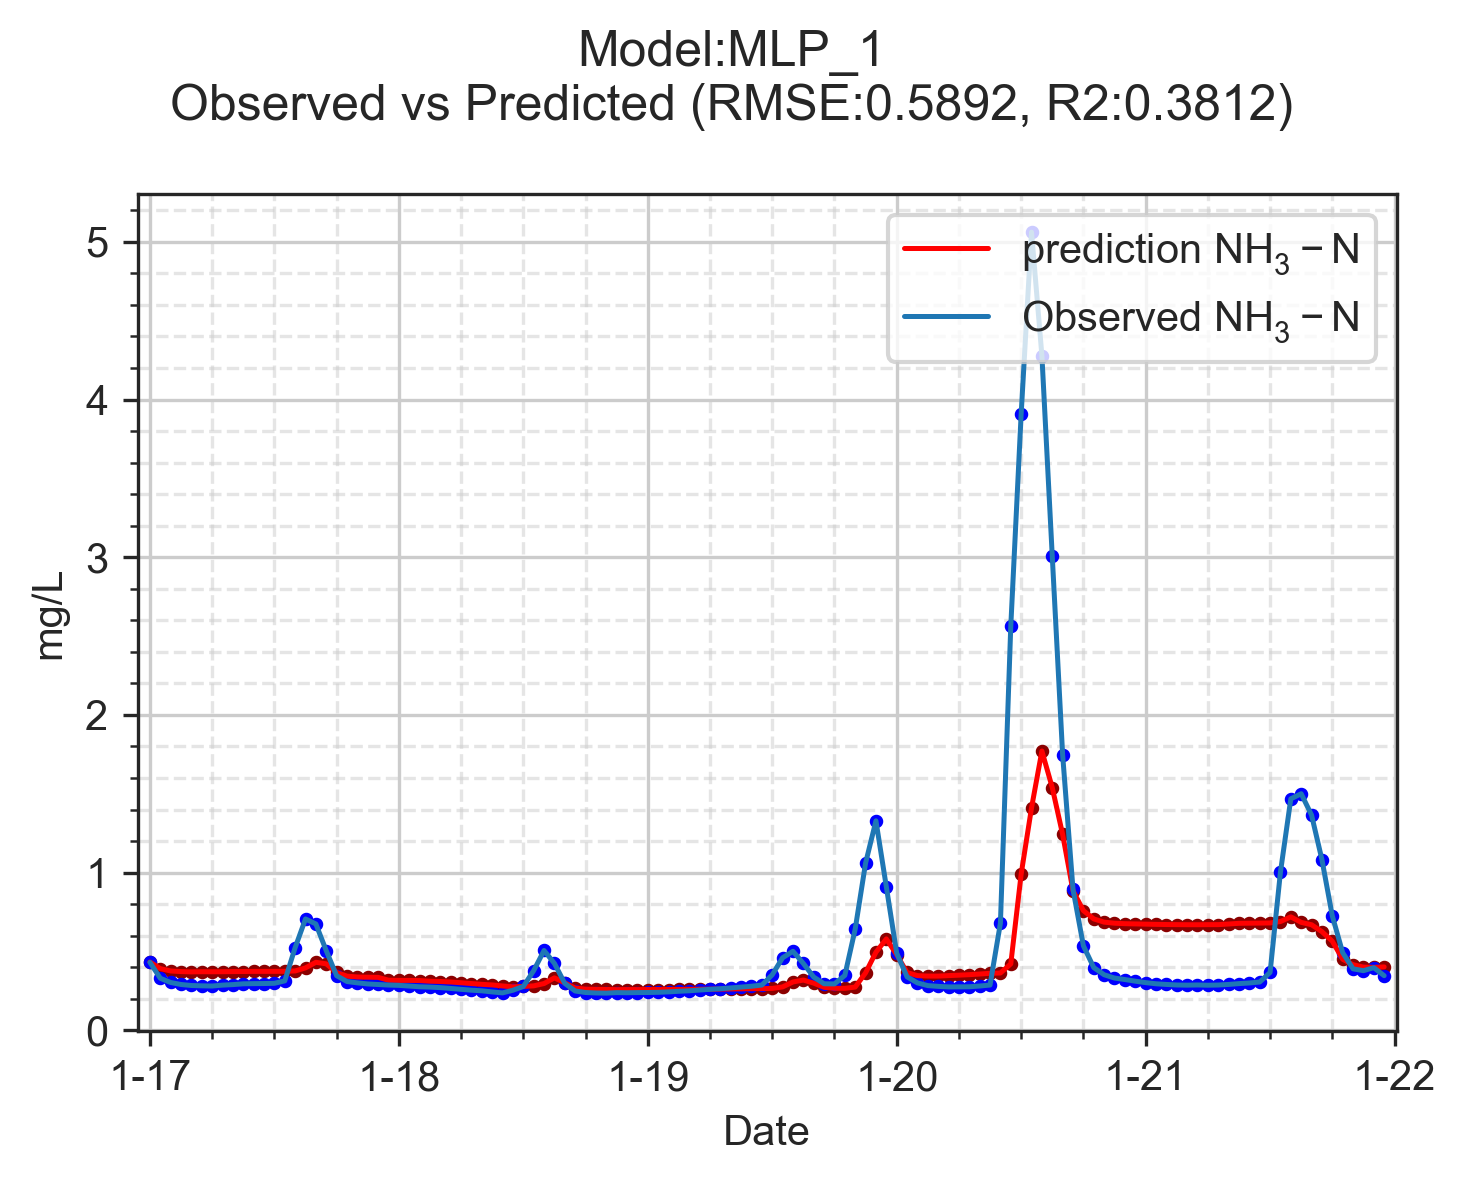 Model:MLP_1
Observed vs Predicted (RMSE:0.5892, R2:0.3812)
prediction NH₃ − N
Observed NH₃ − N
5
4
3
2
1
0
mg/L
1-17 1-18 1-19 1-20 1-21 1-22
Date